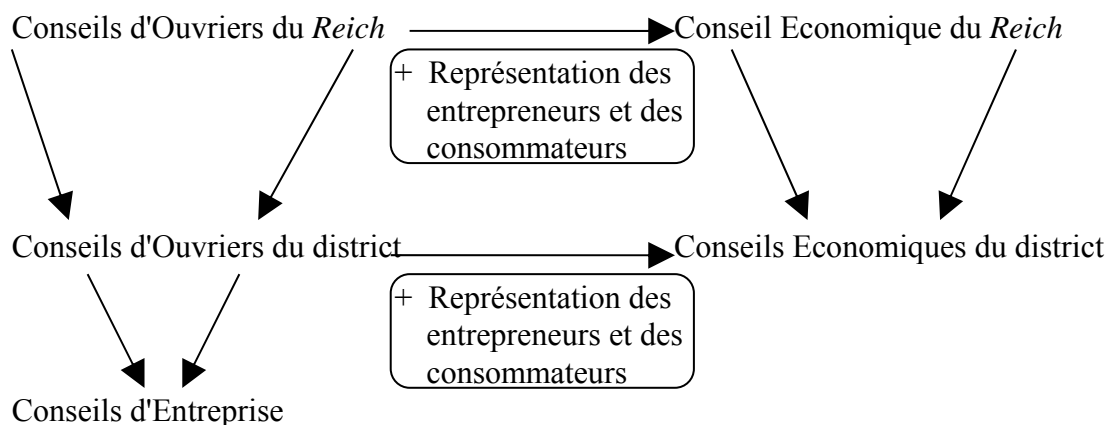 Conseils d'Ouvriers du Reich
Conseil Economique du Reich
+ Représentation des
entrepreneurs et des
consommateurs
Conseils d'Ouvriers du district
Conseils Economiques du district
+ Représentation des
entrepreneurs et des
consommateurs
Conseils d'Entreprise